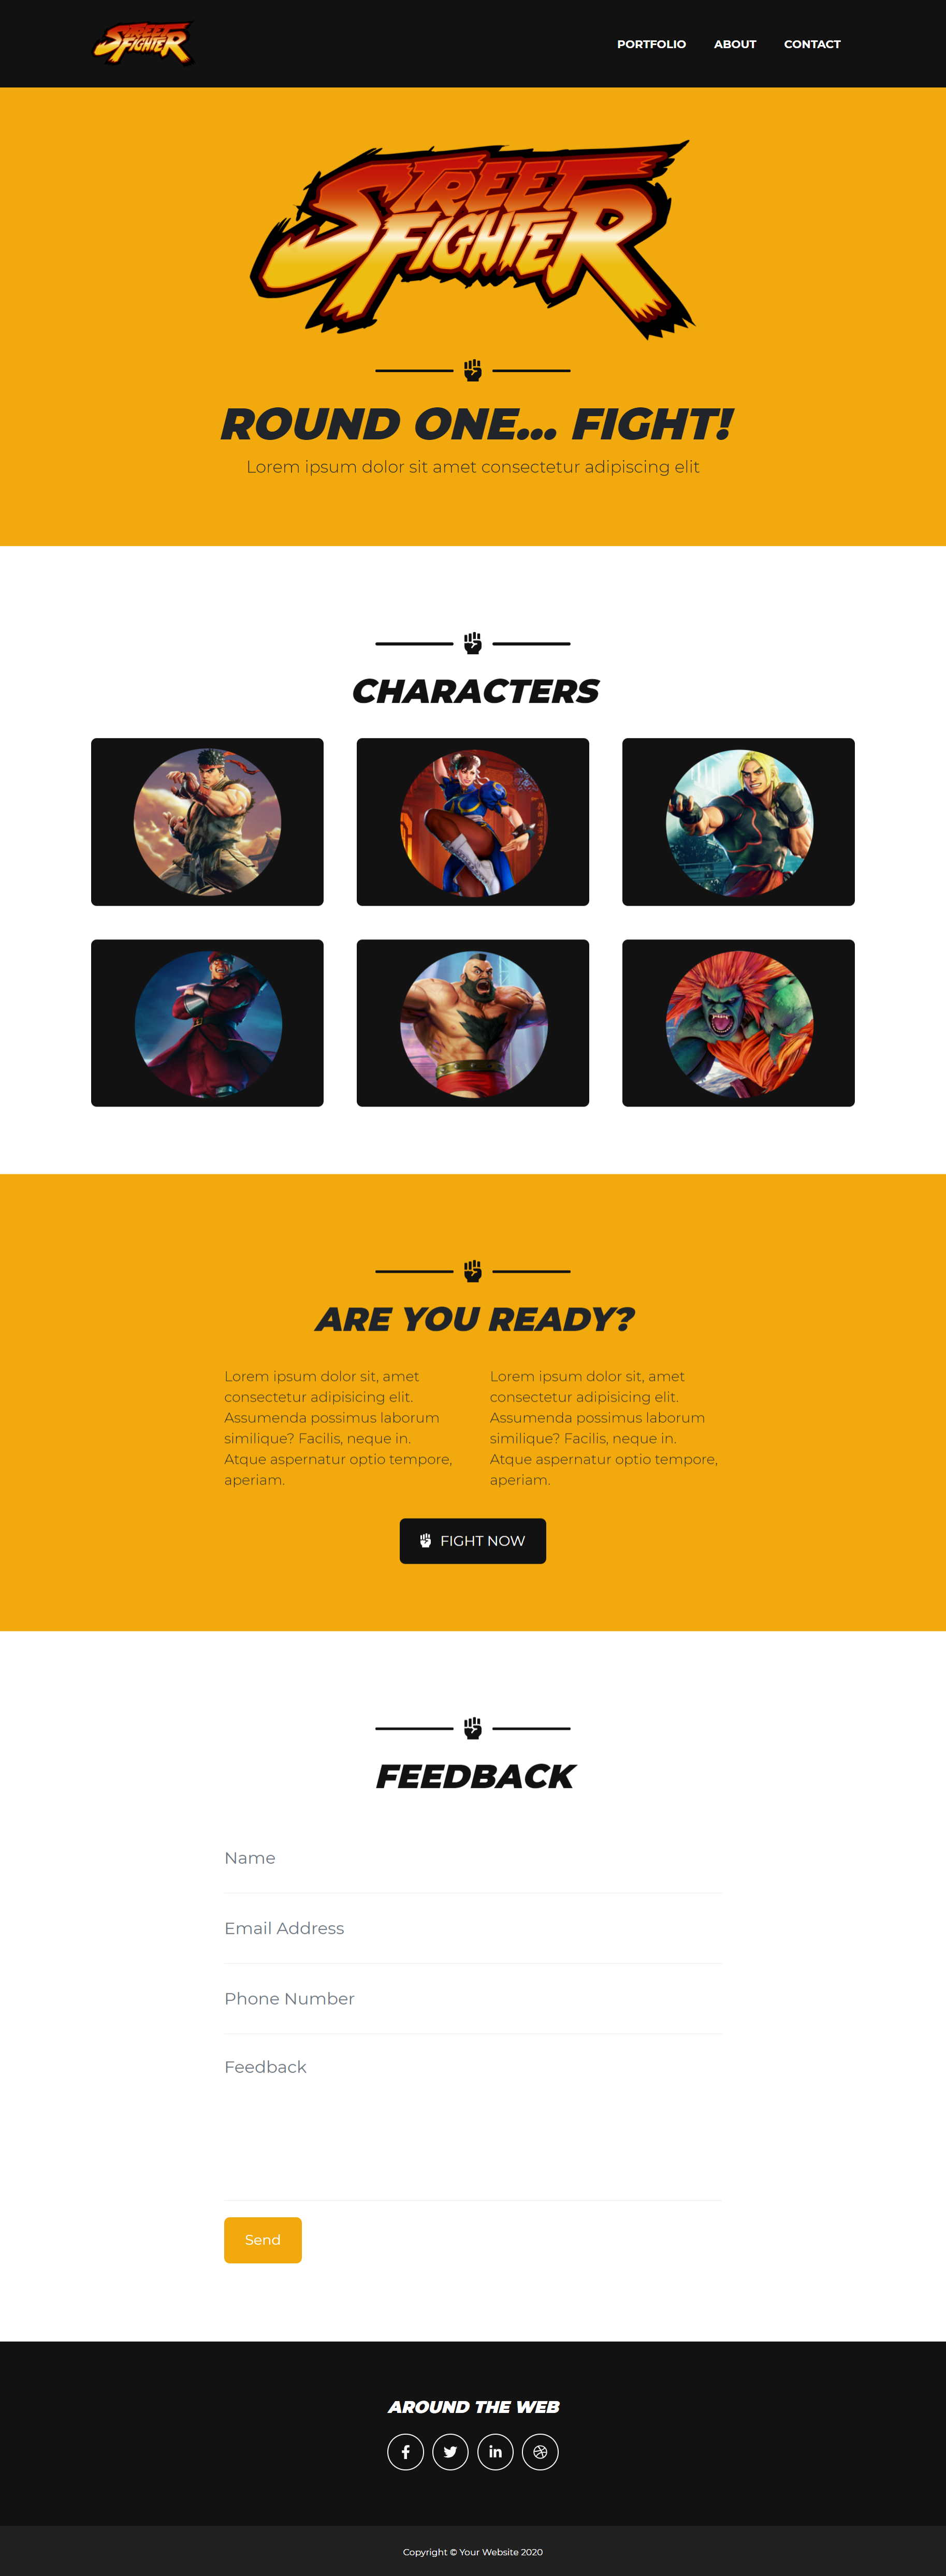 STREET
FIGHTER
PORTFOLIO ABOUT CONTACT
STREET
FIGHTER
ROUND ONE... FIGHT!
Lorem ipsum dolor sit amet consectetur adipiscing elit
CHARACTERS
ARE YOU READY?
Lorem ipsum dolor sit, amet
consectetur adipisicing elit.
Assumenda possimus laborum
similique? Facilis, neque in.
Atque aspernatur optio tempore,
aperiam.
Lorem ipsum dolor sit, amet
consectetur adipisicing elit.
Assumenda possimus laborum
similique? Facilis, neque in.
Atque aspernatur optio tempore,
aperiam.
FIGHT NOW
FEEDBACK
Name
Email Address
Phone Number
Feedback
Send
AROUND THE WEB
Copyright © Your Website 2020